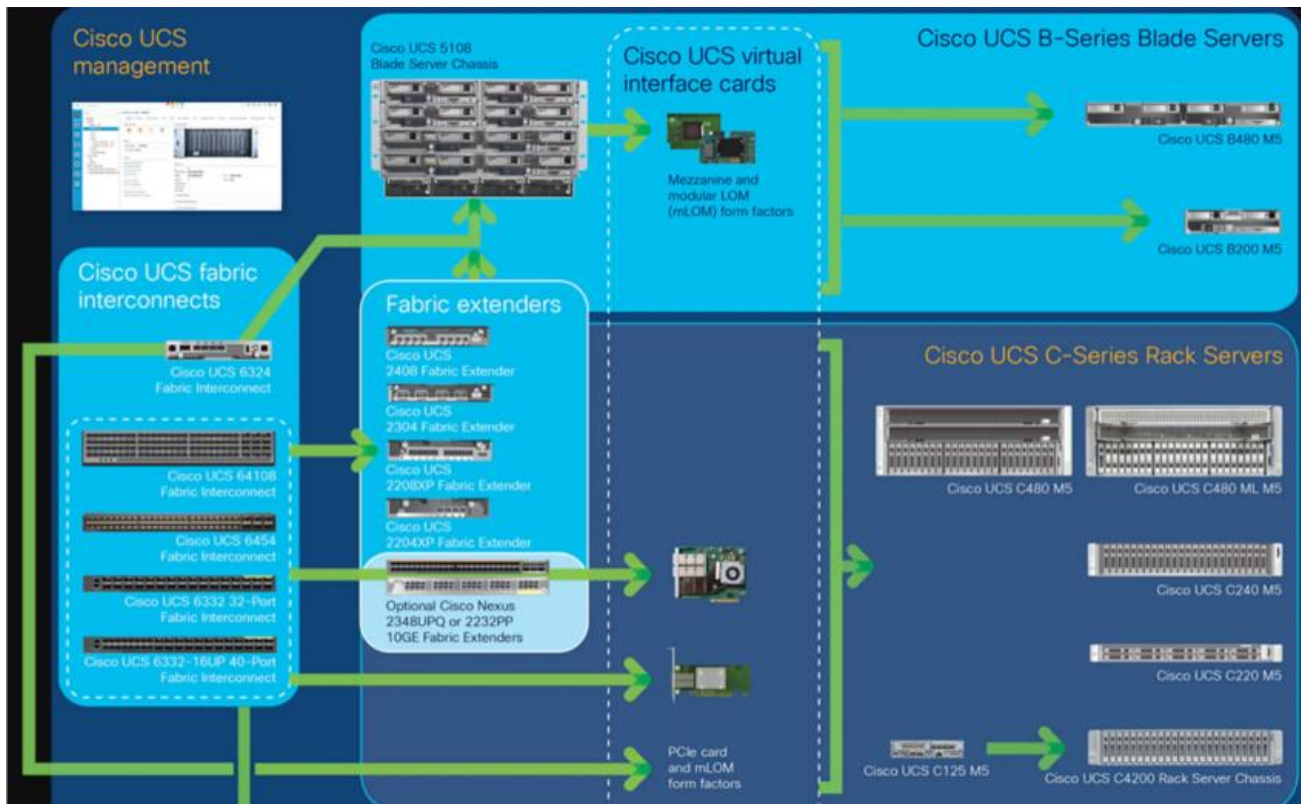 Cisco UCS
management
Cisco UCS fabric
interconnects
Cisco UCS 6324
Fabric Interconnect
Cisco UCS 64108
Fabric Interconnect
Cisco UCS 6454
Fabric Interconnect
Cisco UCS 6332 32-Port
Fabric Interconnect
Cisco UCS 6332-16UP 40-Port
Fabric Interconnect
Cisco UCS 5108
Blade Server Chassis
Fabric extenders
Cisco UCS
2408 Fabric Extender
Cisco UCS
2304 Fabric Extender
Cisco UCS
2208XP Fabric Extender
Cisco UCS
2204XP Fabric Extender
Optional Cisco Nexus
2348UPQ or 2232PP
10GE Fabric Extenders
Cisco UCS virtual
interface cards
Mezzanine and
modular LOM
(mLOM) form factors
PCIe card
and mLOM
form factors
Cisco UCS B-Series Blade Servers
Cisco UCS B480 M5
Cisco UCS B200 M5
Cisco UCS C-Series Rack Servers
Cisco UCS C480 M5
Cisco UCS C480 ML M5
Cisco UCS C240 M5
Cisco UCS C220 M5
Cisco UCS C125 M5
Cisco UCS C4200 Rack Server Chassis